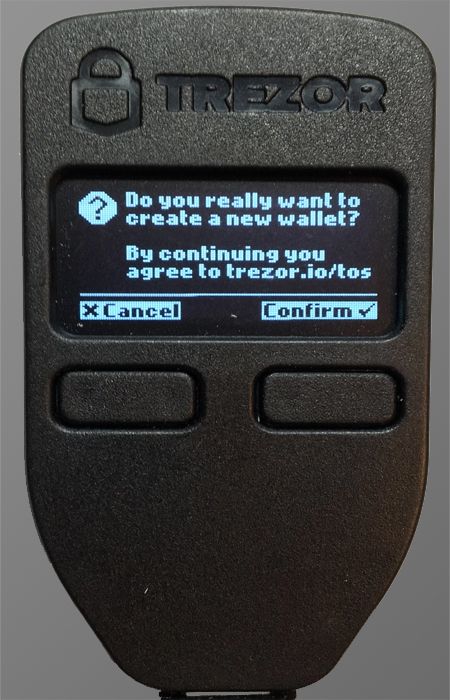 TREZOR
? Do you really want to
create a new wallet?
By continuing you
agree to trezor.io/tos
✖ Cancel
Confirm ✓